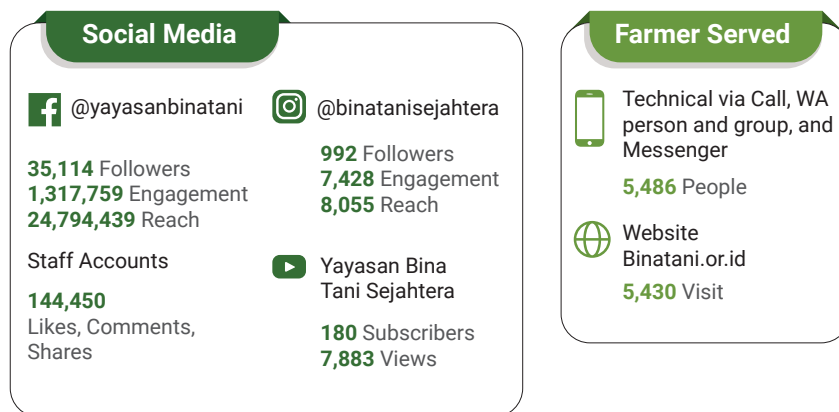 Social Media
@yayasanbinatani
35,114 Followers
1,317,759 Engagement
24,794,439 Reach
Staff Accounts
144,450
Likes, Comments,
Shares
@binatanisejahtera
992 Followers
7,428 Engagement
8,055 Reach
Yayasan Bina
Tani Sejahtera
180 Subscribers
7,883 Views
Farmer Served
Technical via Call, WA
person and group, and
Messenger
5,486 People
Website
Binatani.or.id
5,430 Visit